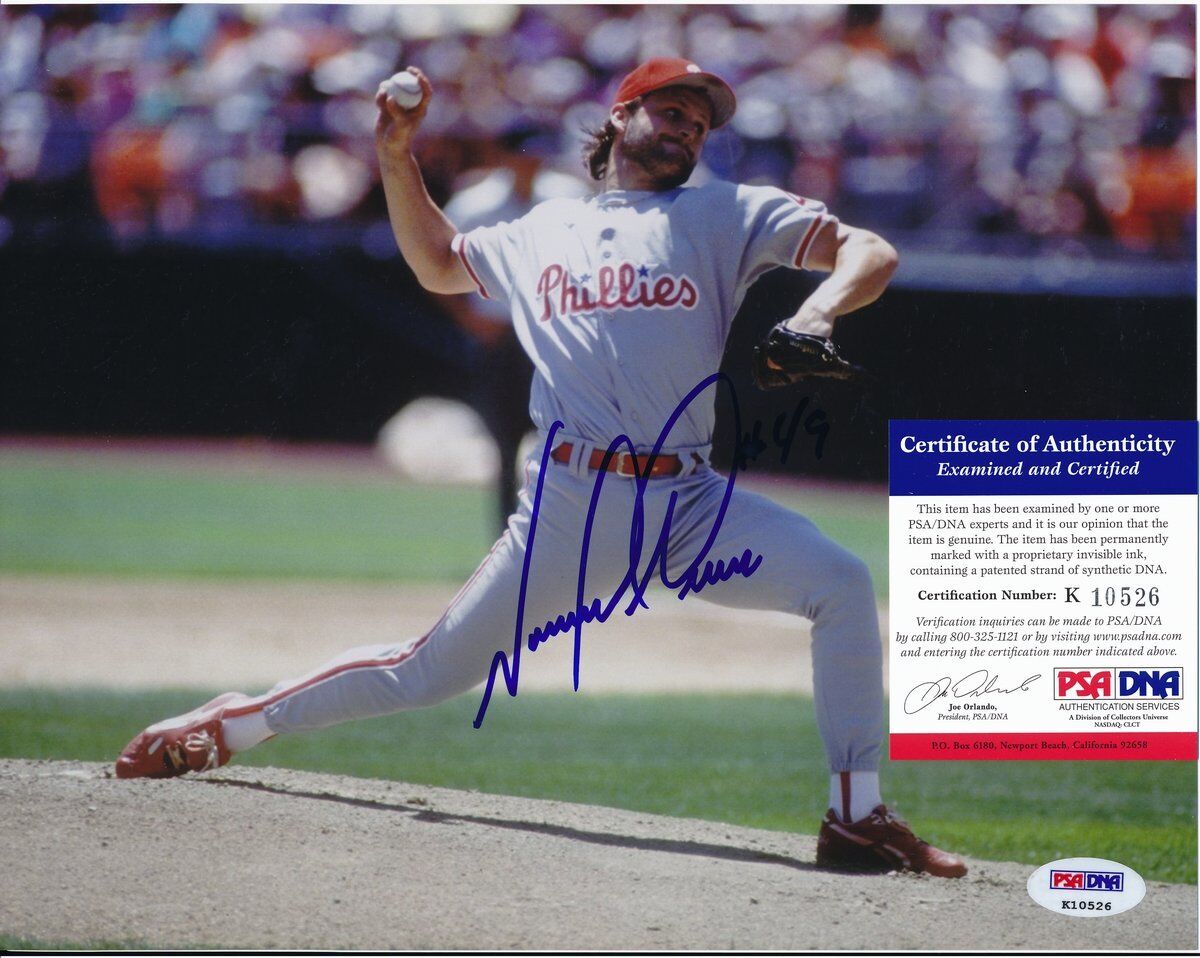 Phillies
#49
Certificate of Authenticity
Examined and Certified
This item has been examined by one or more
PSA/DNA experts and it is our opinion that the
item is genuine. The item has been permanently
marked with a proprietary invisible ink,
containing a patented strand of synthetic DNA.
Certification Number: K 10526
Verification inquiries can be made to PSA/DNA
by calling 800-325-1121 or by visiting www.psadna.com
and entering the certification number indicated above.
Joe Orlando,
President, PSA/DNA
PSA DNA
AUTHENTICATION SERVICES
A Division of Collectors Universe
NASDAQ: CLCT
P.O. Box 6180, Newport Beach, California 92658
PSA DNA
K10526